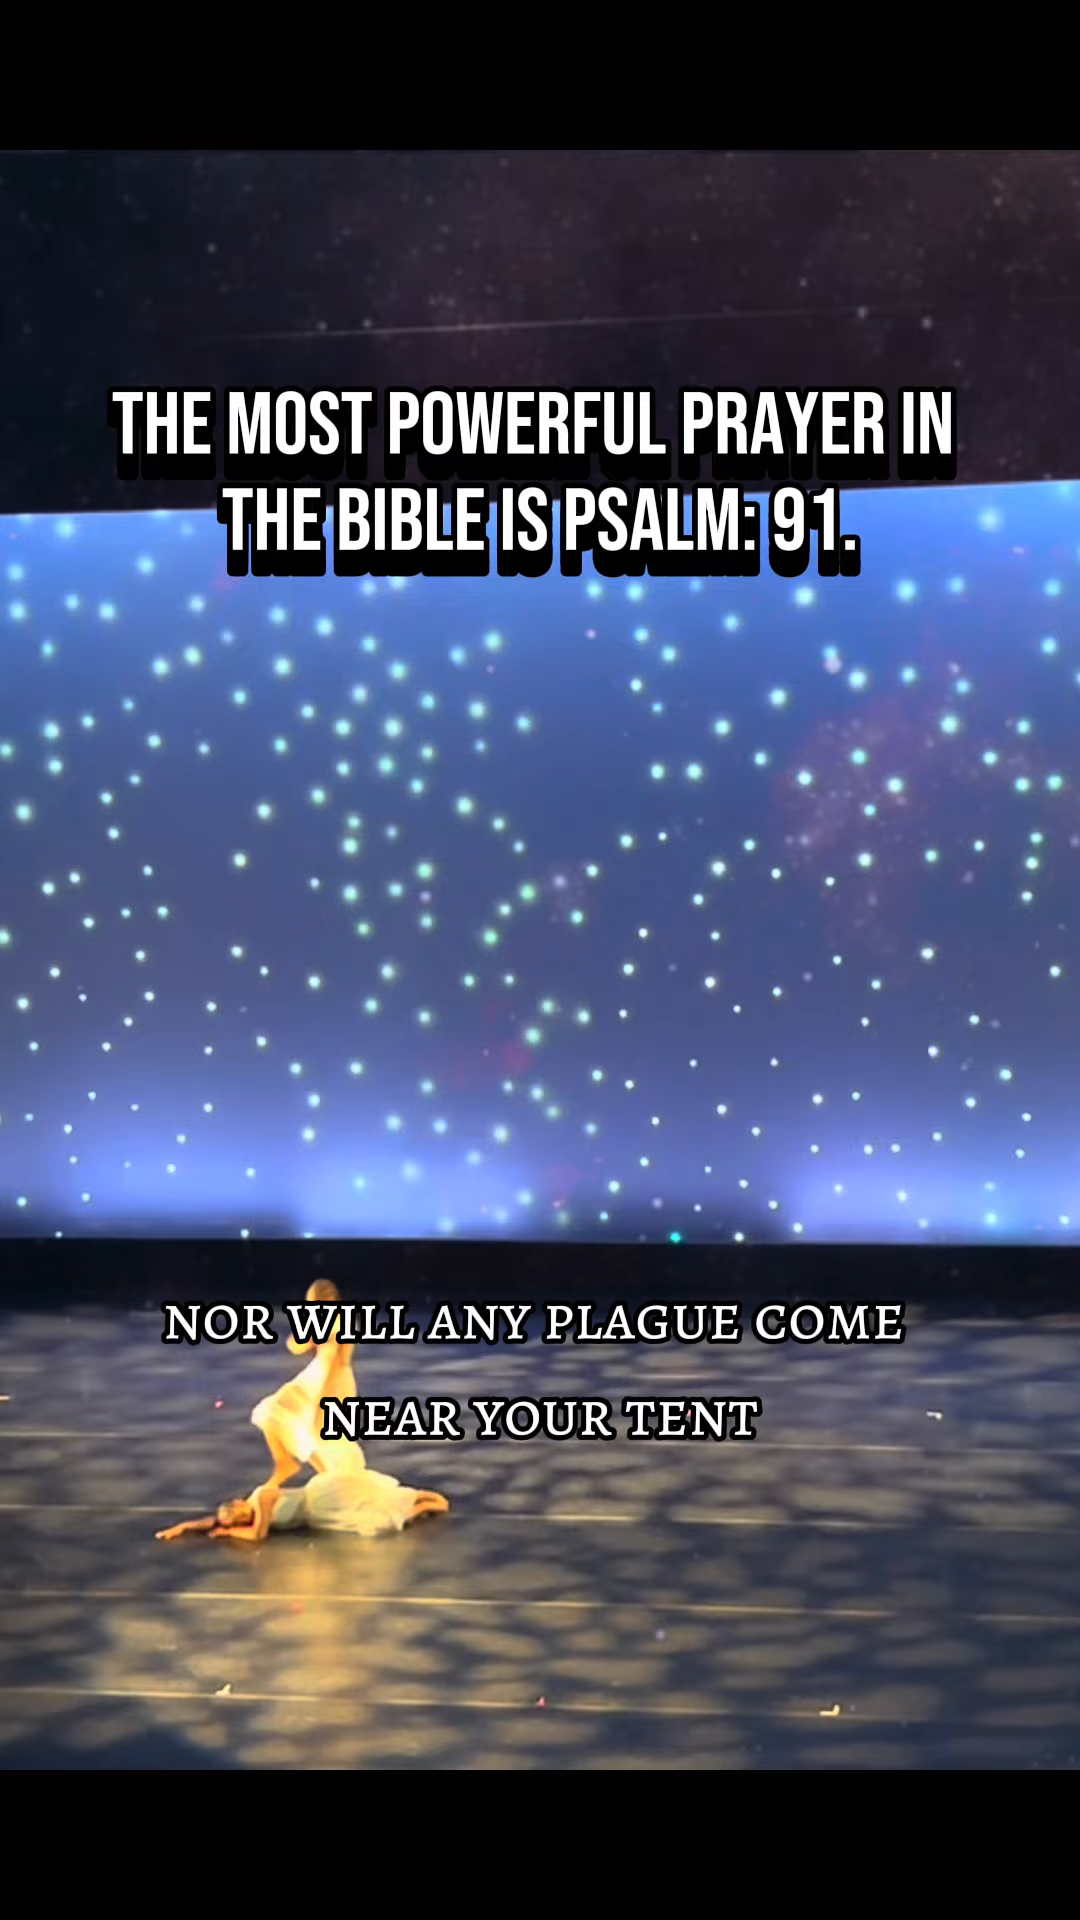 THE MOST POWERFUL PRAYER IN
THE BIBLE IS PSALM: 91.
NOR WILL ANY PLAGUE COME
NEAR YOUR TENT